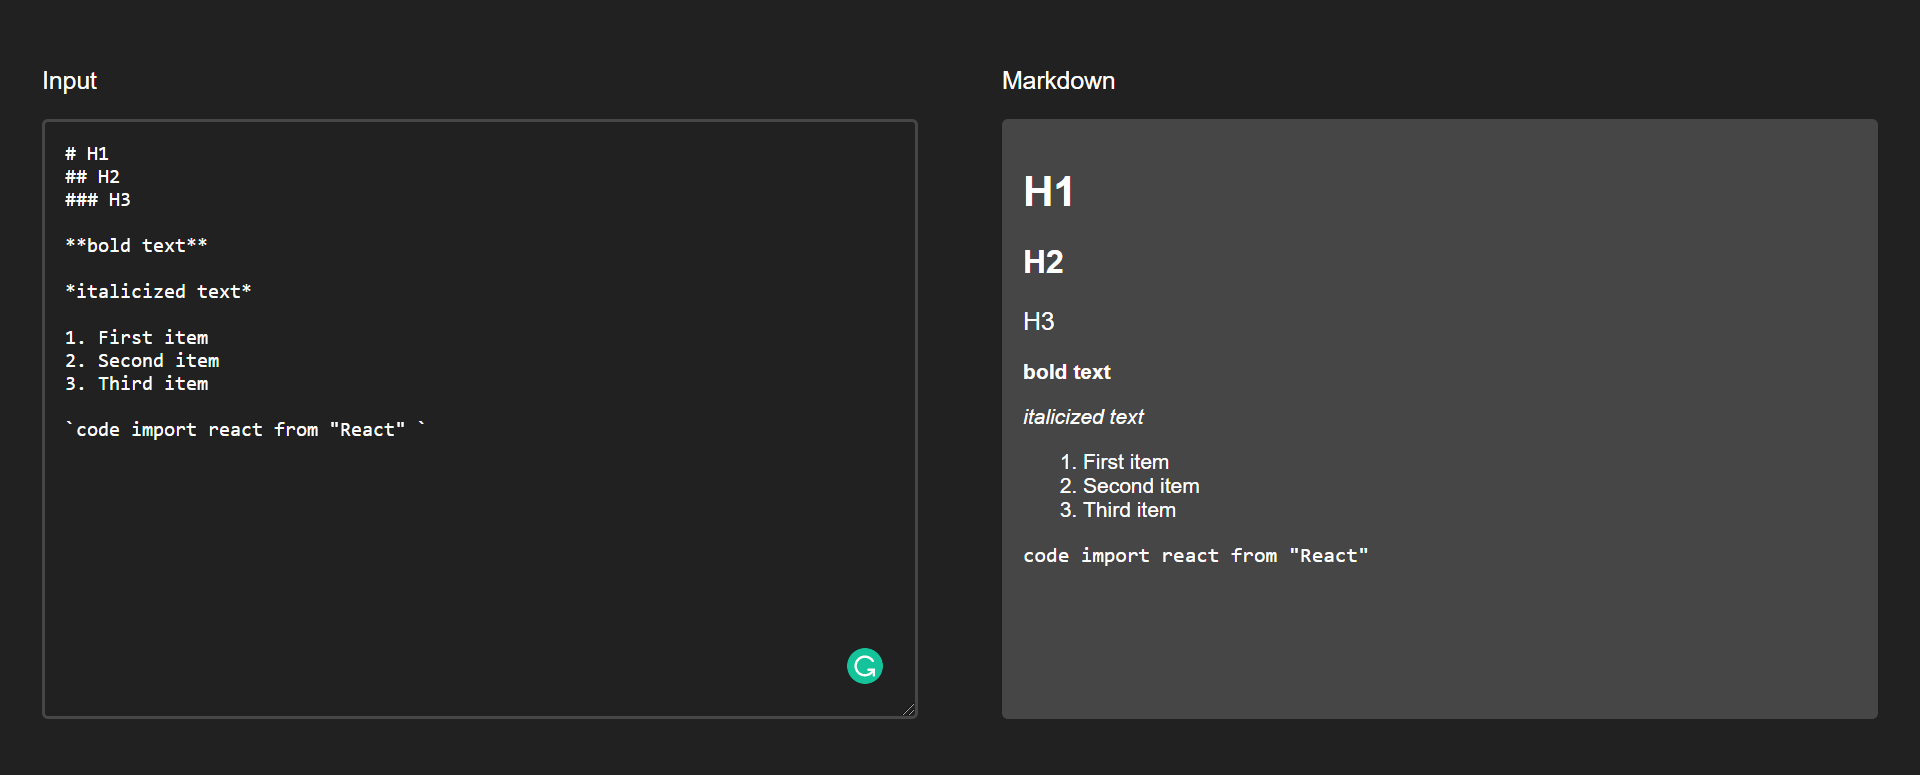 Input
# H1
## H2
### H3
**bold text**
*italicized text*
1. First item
2. Second item
3. Third item
`code import react from "React" `
Markdown
H1
H2
H3
bold text
italicized text
1. First item
2. Second item
3. Third item
code import react from "React"